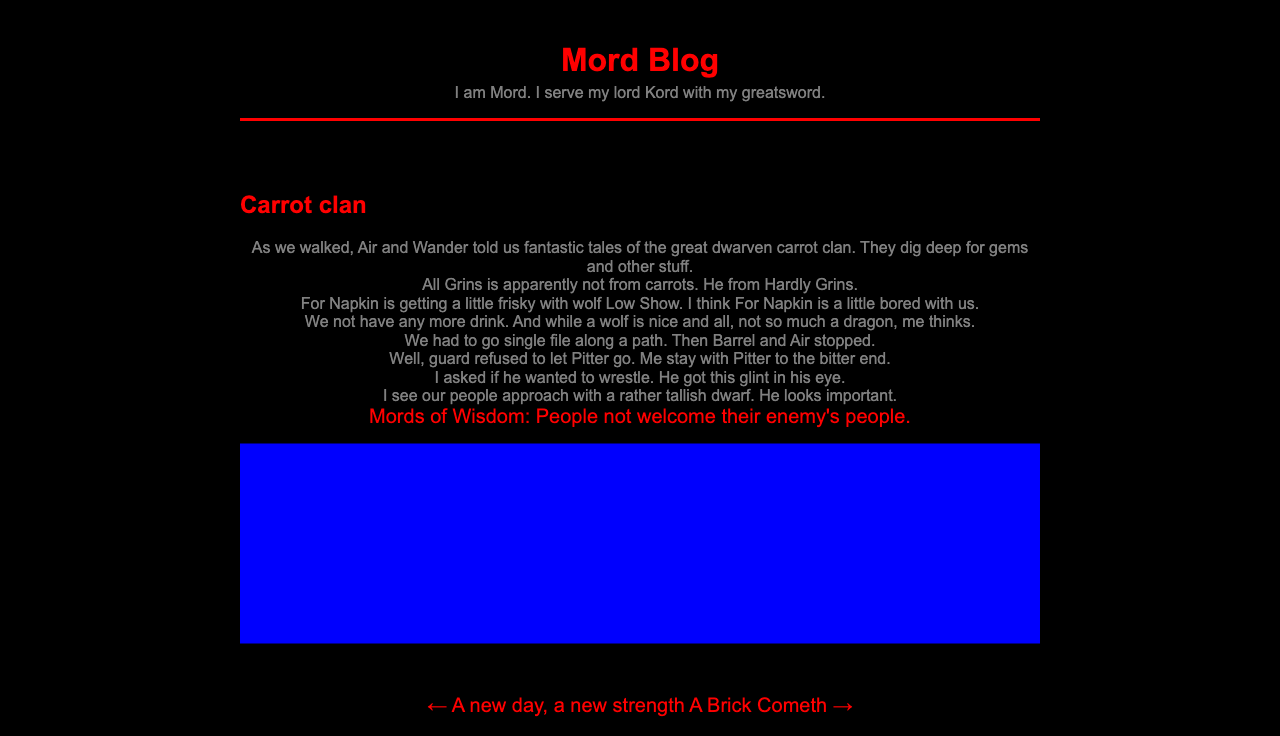 Mord Blog
I am Mord. I serve my lord Kord with my greatsword.
Carrot clan
As we walked, Air and Wander told us fantastic tales of the great dwarven carrot clan. They dig deep for gems
and other stuff.
All Grins is apparently not from carrots. He from Hardly Grins.
For Napkin is getting a little frisky with wolf Low Show. I think For Napkin is a little bored with us.
We not have any more drink. And while a wolf is nice and all, not so much a dragon, me thinks.
We had to go single file along a path. Then Barrel and Air stopped.
Well, guard refused to let Pitter go. Me stay with Pitter to the bitter end.
I asked if he wanted to wrestle. He got this glint in his eye.
I see our people approach with a rather tallish dwarf. He looks important.
Mords of Wisdom: People not welcome their enemy's people.
← A new day, a new strength A Brick Cometh →